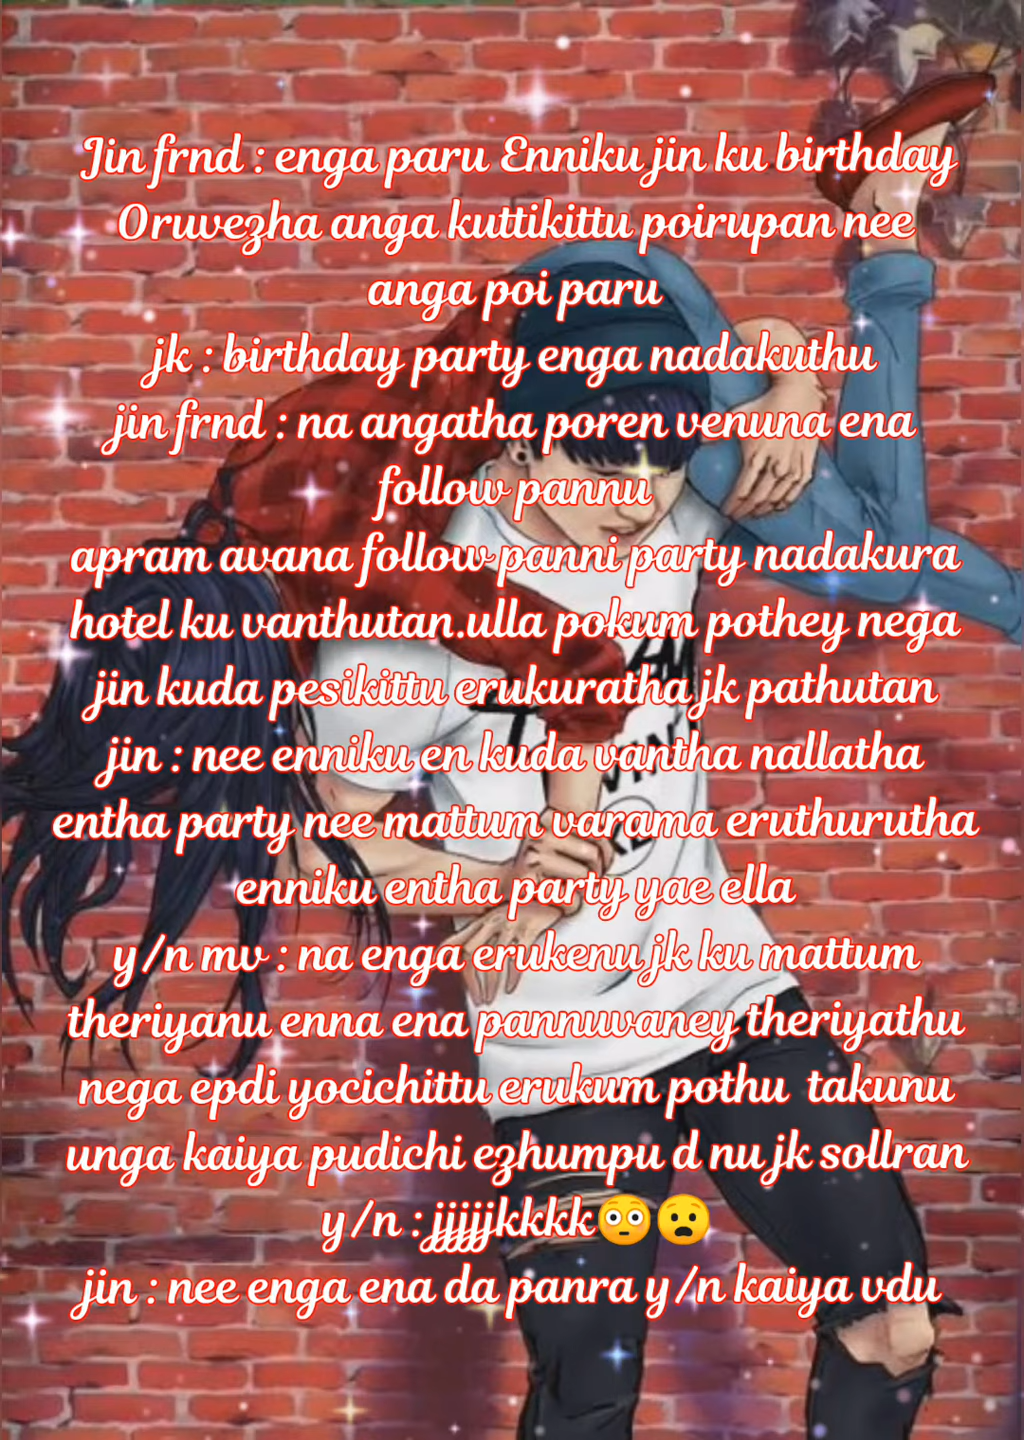 Jin frnd : enga paru Enniku jin ku birthday
Oruvezha anga kuttikittu poirupan nee
anga poi paru
jk : birthday party enga nadakuthu
jin frnd : na angatha poren venuna ena
follow pannu
apram avana follow panni party nadakura
hotel ku vanthutan.ulla pokum pothey nega
jin kuda pesikittu erukuratha jk pathutan
jin : nee enniku en kuda vantha nallatha
entha party nee mattum varama eruthurutha
enniku entha party yae ella
y/n mv : na enga erukenu jk ku mattum
theriyanu enna ena pannuvaney theriyathu
nega epdi yocichittu erukum pothu takunu
unga kaiya pudichi ezhumpu d nu jk sollran
y/n : jjjjjkkkk😳😧
jin : nee enga ena da panra y/n kaiya vdu